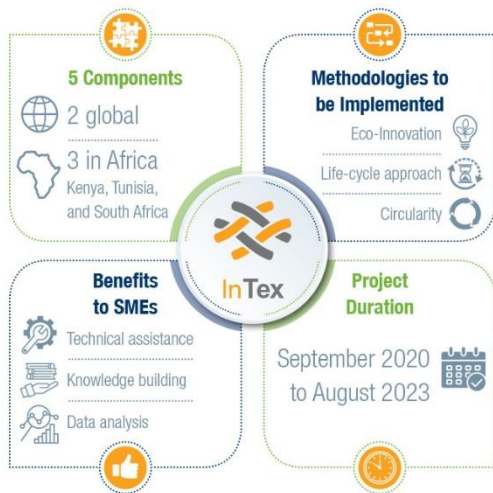 5 Components
2 global
3 in Africa
Kenya, Tunisia,
and South Africa
Methodologies to
be Implemented
Eco-Innovation
Life-cycle approach
Circularity
InTex
Benefits
to SMEs
Technical assistance
Knowledge building
Data analysis
Project
Duration
September 2020
to August 2023